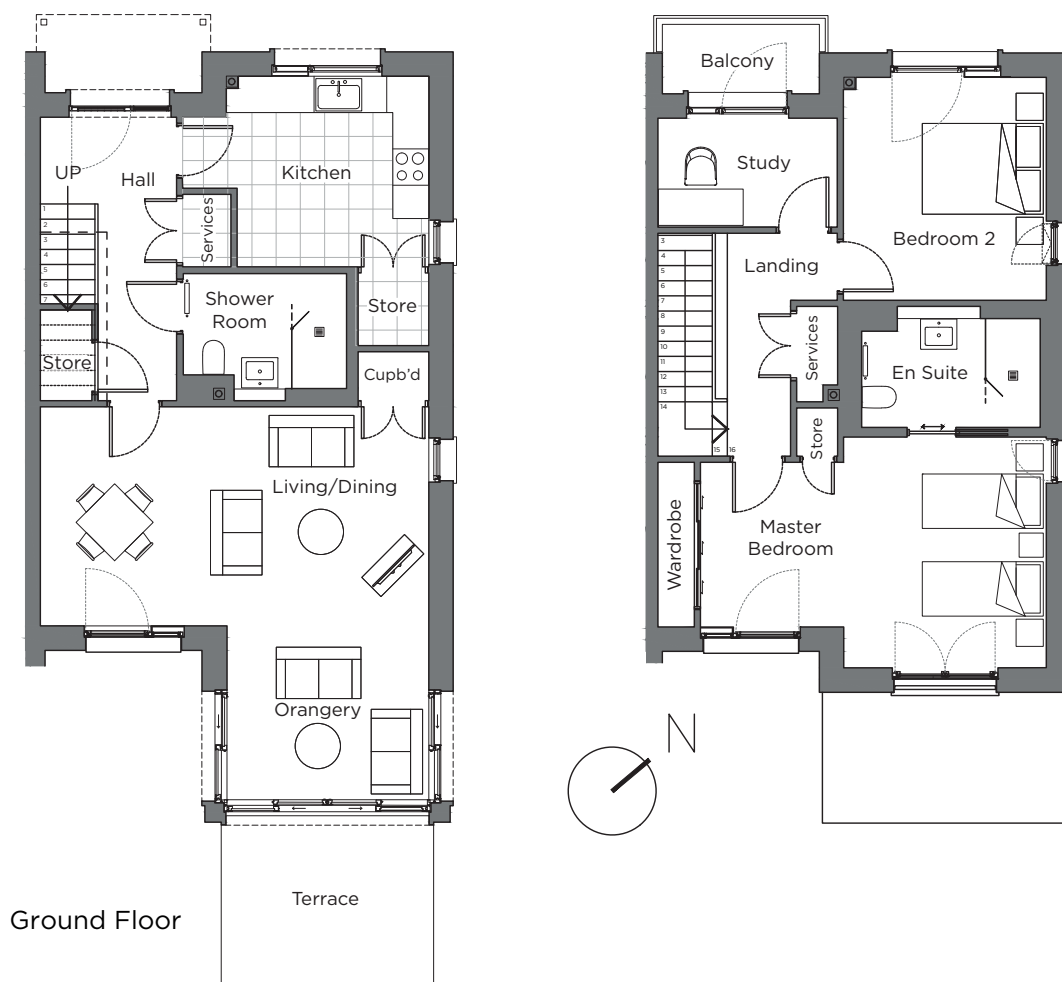 UP
Hall
Kitchen
Services
1
2
3
4
5
6
7
Shower
Room
Store
Store
Cupb'd
Living/Dining
Orangery
Terrace
Ground Floor
Balcony
Study
Bedroom 2
Landing
3
4
5
6
7
8
9
10
11
12
13
14
15 16
Services
En Suite
Store
Wardrobe
Master
Bedroom
N